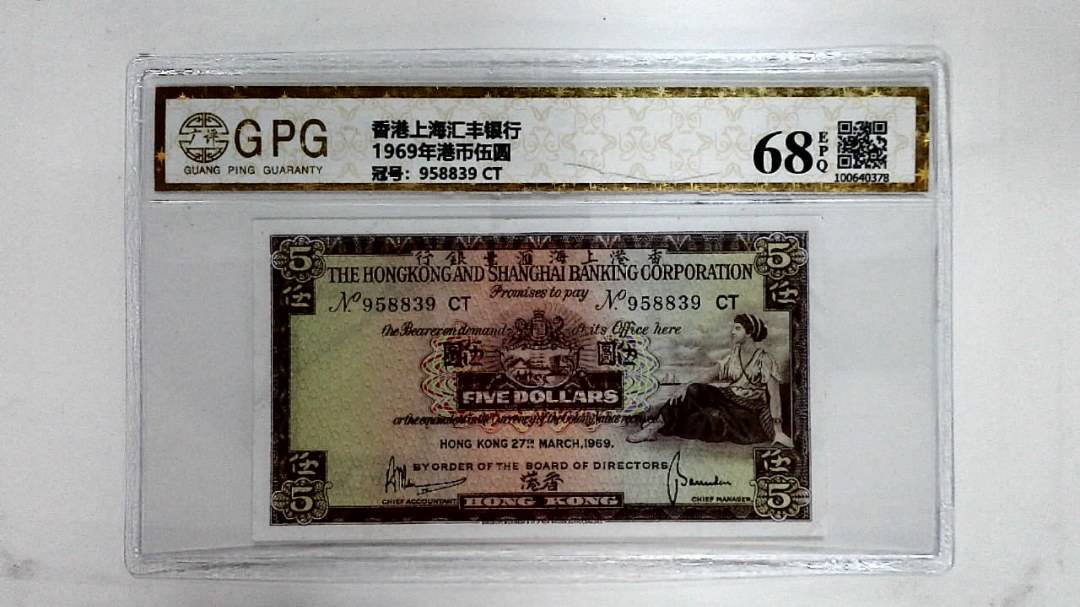 GPG
GUANG PING GUARANTY
香港上海汇丰银行
1969年港币伍圆
冠号：958839 CT
68 EPQ
100640378
5 5
行銀豐滙海上港香
THE HONGKONG AND SHANGHAI BANKING CORPORATION
伍 伍
Promises to pay
Nº 958839 CT Nº 958839 CT
the Bearer on demand at its Office here
圓伍 圓伍
FIVE DOLLARS
HONG KONG 27TH MARCH, 1969.
伍 伍
BY ORDER OF THE BOARD OF DIRECTORS
港香
5 5
CHIEF ACCOUNTANT HONG KONG CHIEF MANAGER